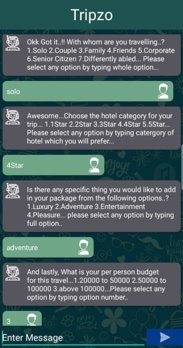 Tripzo
Okk Got it..!! With whom are you travelling..?
1.Solo 2.Couple 3.Family 4.Friends 5.Corporate
6.Senior Citizen 7.Differently abled... Please
select any option by typing whole option...
solo
Awesome...Choose the hotel category for your
trip... 1.1Star 2.2Star 3.3Star 4.4Star 5.5Star...
Please select any option by typing catergory of
hotel which you will prefer...
4Star
Is there any specific thing you would like to add
in your package from the following options..?
1.Luxury 2.Adventure 3.Entertainment
4.Pleasure... please select any option by typing
full option..
adventure
And lastly, What is your per person budget
for this travel...1.20000 to 50000 2.50000 to
100000 3.above 100000...Please select any
option by typing option number..
3
Enter Message